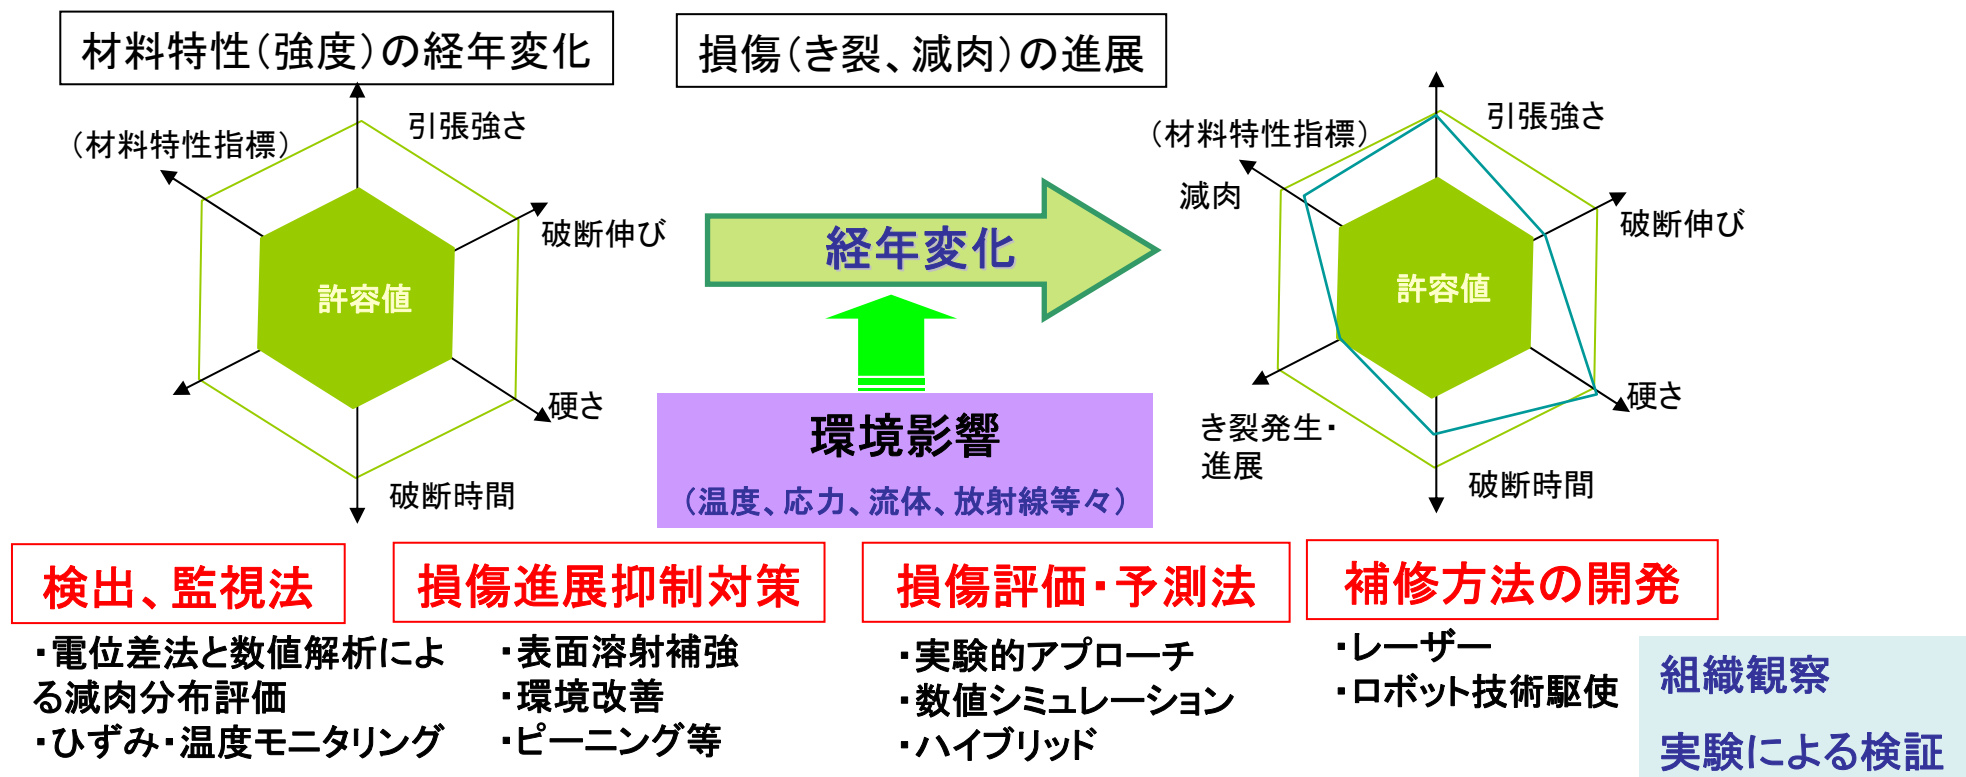 材料特性(強度)の経年変化
損傷(き裂、減肉)の進展
(材料特性指標)
引張強さ
破断伸び
許容値
硬さ
破断時間
経年変化
環境影響
(温度、応力、流体、放射線等々)
(材料特性指標)
引張強さ
減肉
破断伸び
許容値
硬さ
き裂発生・
進展
破断時間
検出、監視法
・電位差法と数値解析によ
る減肉分布評価
・ひずみ・温度モニタリング
損傷進展抑制対策
・表面溶射補強
・環境改善
・ピーニング等
損傷評価・予測法
・実験的アプローチ
・数値シミュレーション
・ハイブリッド
補修方法の開発
・レーザー
・ロボット技術駆使
組織観察
実験による検証